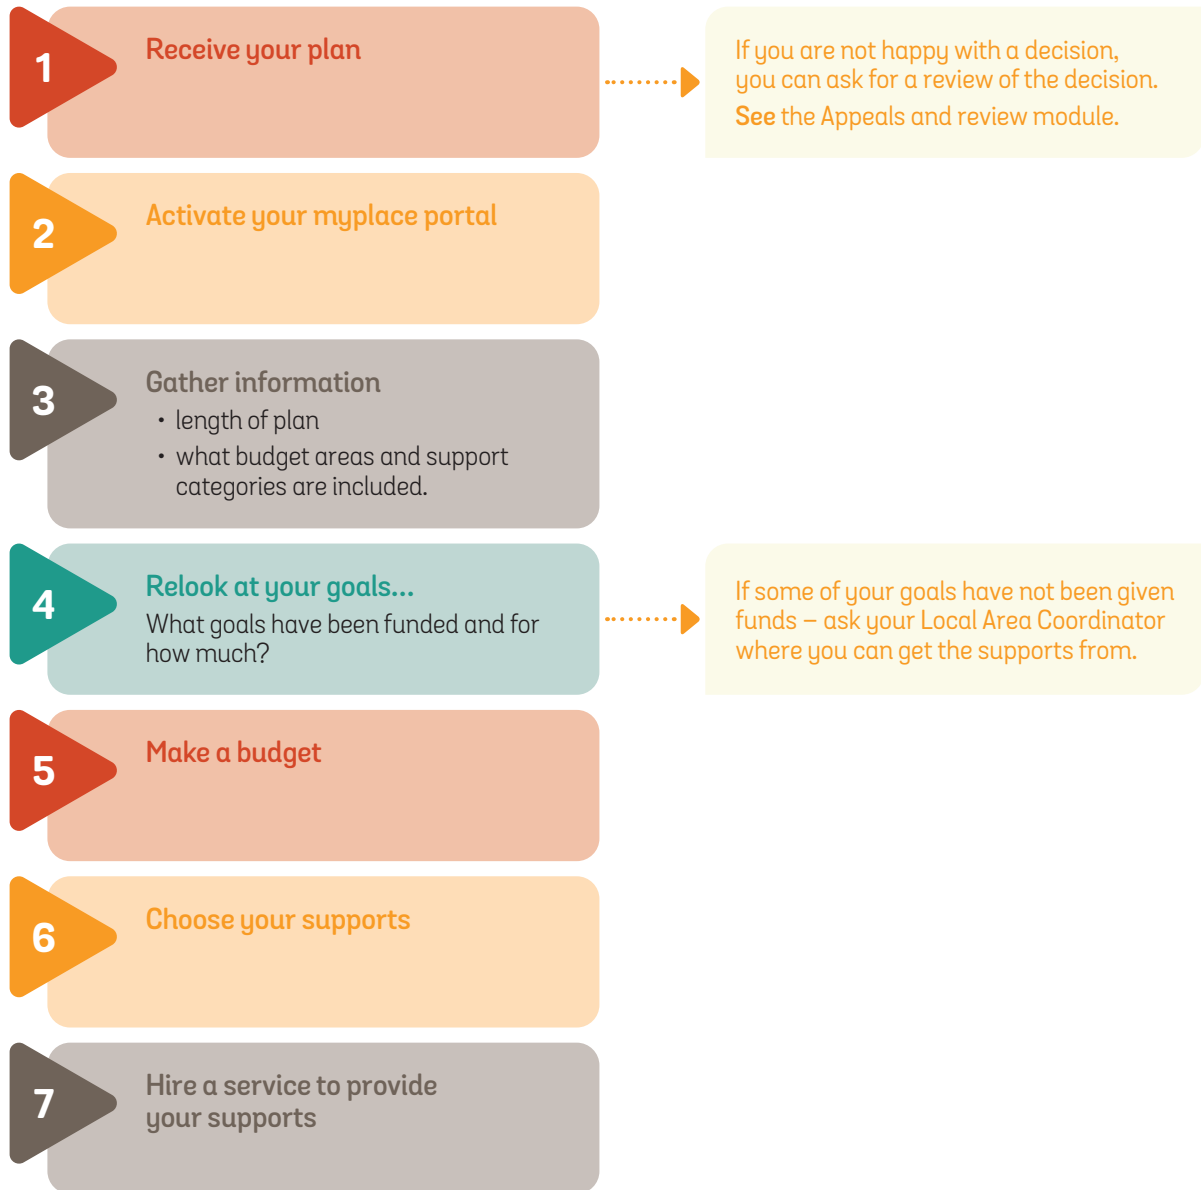 1
Receive your plan
If you are not happy with a decision,
you can ask for a review of the decision.
See the Appeals and review module.
2
Activate your myplace portal
3
Gather information
• length of plan
• what budget areas and support
categories are included.
4
Relook at your goals...
What goals have been funded and for
how much?
If some of your goals have not been given
funds – ask your Local Area Coordinator
where you can get the supports from.
5
Make a budget
6
Choose your supports
7
Hire a service to provide
your supports